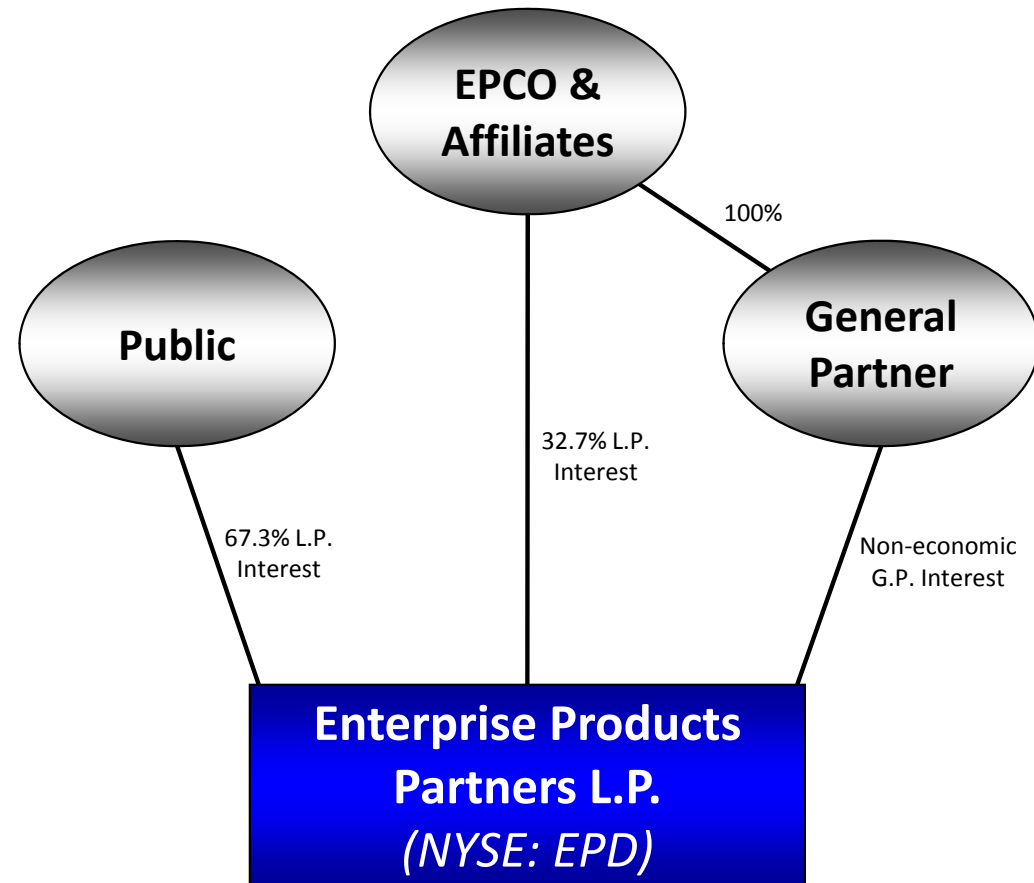 EPCO &
Affiliates
100%
Public
General
Partner
32.7% L.P.
Interest
67.3% L.P.
Interest
Non-economic
G.P. Interest
Enterprise Products
Partners L.P.
(NYSE: EPD)